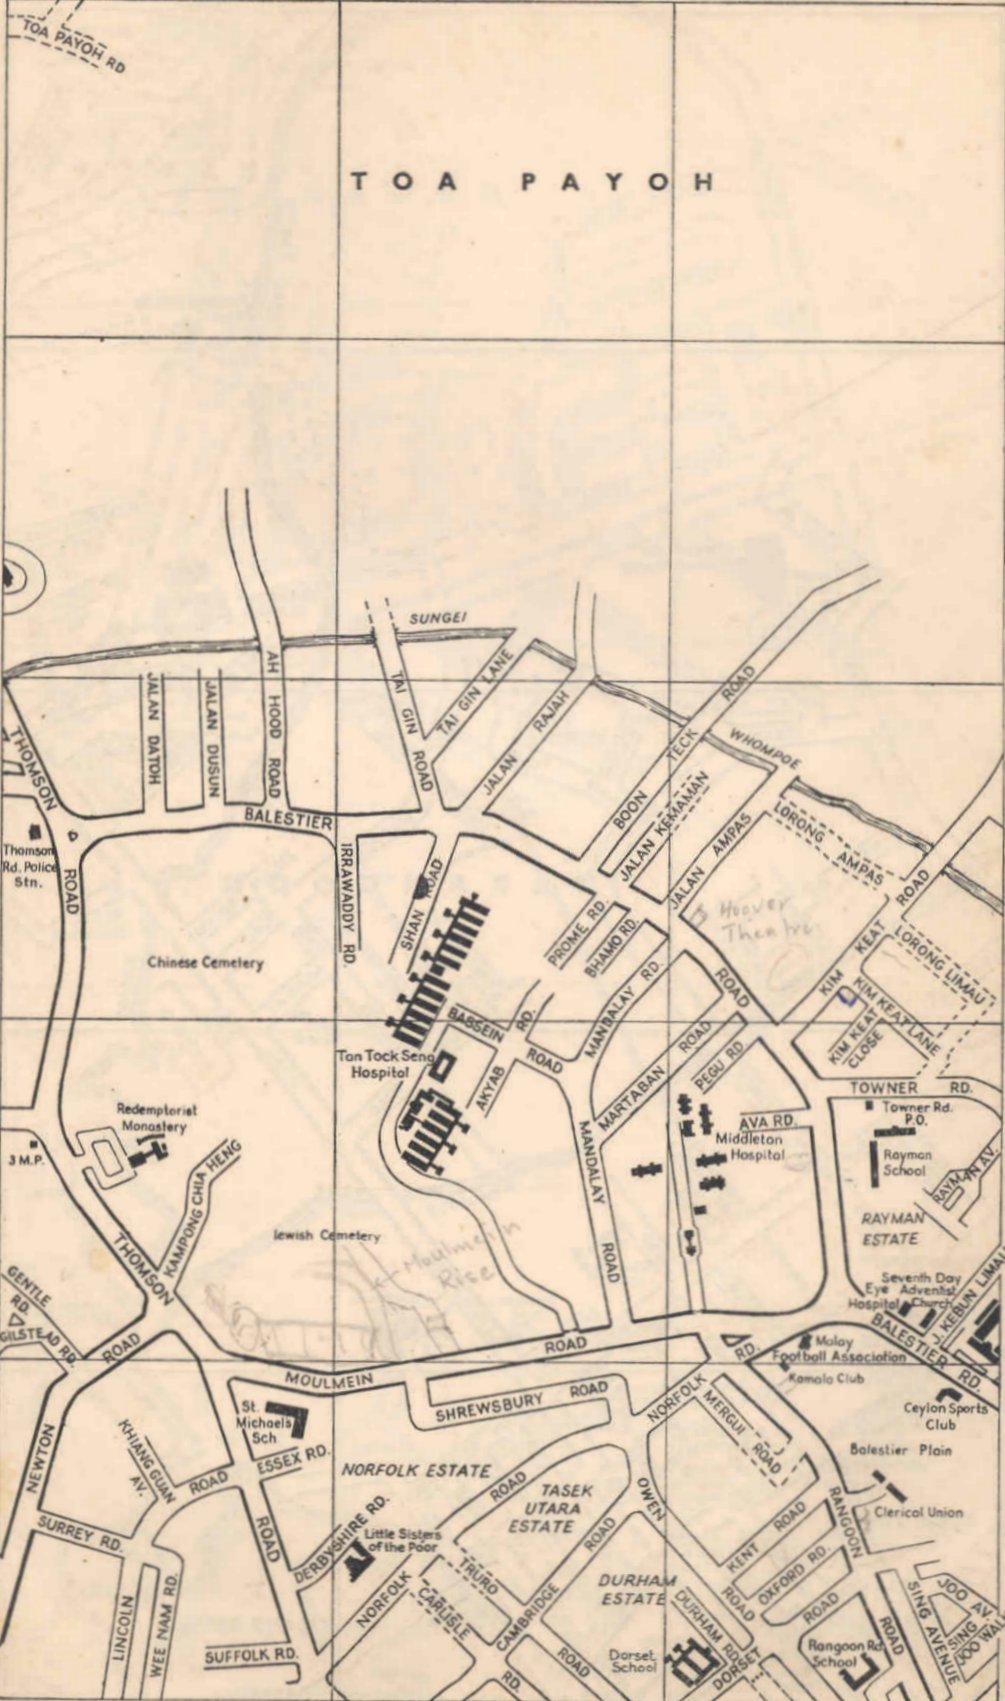 TOA PAYOH RD
TOA PAYOH
SUNGEI
WHOMPOE
JALAN DATOH
JALAN DUSUN
AH HOOD ROAD
TAI GIN ROAD
TAI GIN LANE
JALAN RAJAH
BOON TECK ROAD
JALAN KEMAMAN
JALAN AMPAS
LORONG AMPAS
THOMSON ROAD
BALESTIER
ROAD
Thomson
Rd. Police
Stn.
IRRAWADDY RD.
SHAN ROAD
PROME RD.
BHAMO RD.
MANDALAY RD.
Hoover
Theatre
KIM KEAT ROAD
LORONG LIMAU
KIM KEAT LANE
KIM KEAT
CLOSE
Chinese Cemetery
BASSEIN ROAD
AKYAB RD.
MARTABAN ROAD
PEGU RD
Tan Tock Seng
Hospital
TOWNER RD.
Towner Rd.
P.O.
AVA RD.
Middleton
Hospital
Rayman
School
RAYMAN AV.
RAYMAN
ESTATE
Redemptorist
Monastery
3 M.P.
KAMPONG CHIA HENG
MANDALAY ROAD
Jewish Cemetery
Moulmein
Rise
THOMSON
ROAD
GENTLE
RD.
GILSTEAD RD.
Seventh Day
Adventist
Church
Eye
Hospital
J. KEBUN LIMAU
BALESTIER RD.
Malay
Football Association
Kamala Club
MOULMEIN ROAD
RD.
SHREWSBURY ROAD
NORFOLK
MERGUI ROAD
Ceylon Sports
Club
Balestier Plain
St.
Michaels
Sch
ESSEX RD.
NEWTON
KHIANG GUAN
AV.
ROAD
NORFOLK ESTATE
TASEK
UTARA
ESTATE
OWEN
ROAD
RANGOON
ROAD
Clerical Union
SURREY RD.
DERBYSHIRE RD.
Little Sisters
of the Poor
KENT ROAD
OXFORD RD.
NORFOLK ROAD
TRURO
CARLISLE
CAMBRIDGE ROAD
DURHAM
ESTATE
DURHAM RD.
DORSET
ROAD
Dorset
School
Rangoon Rd.
School
LINCOLN
WEE NAM RD.
SUFFOLK RD.
ROAD
RD.
SING AVENUE
JOO AV.
SING
JOO WALK